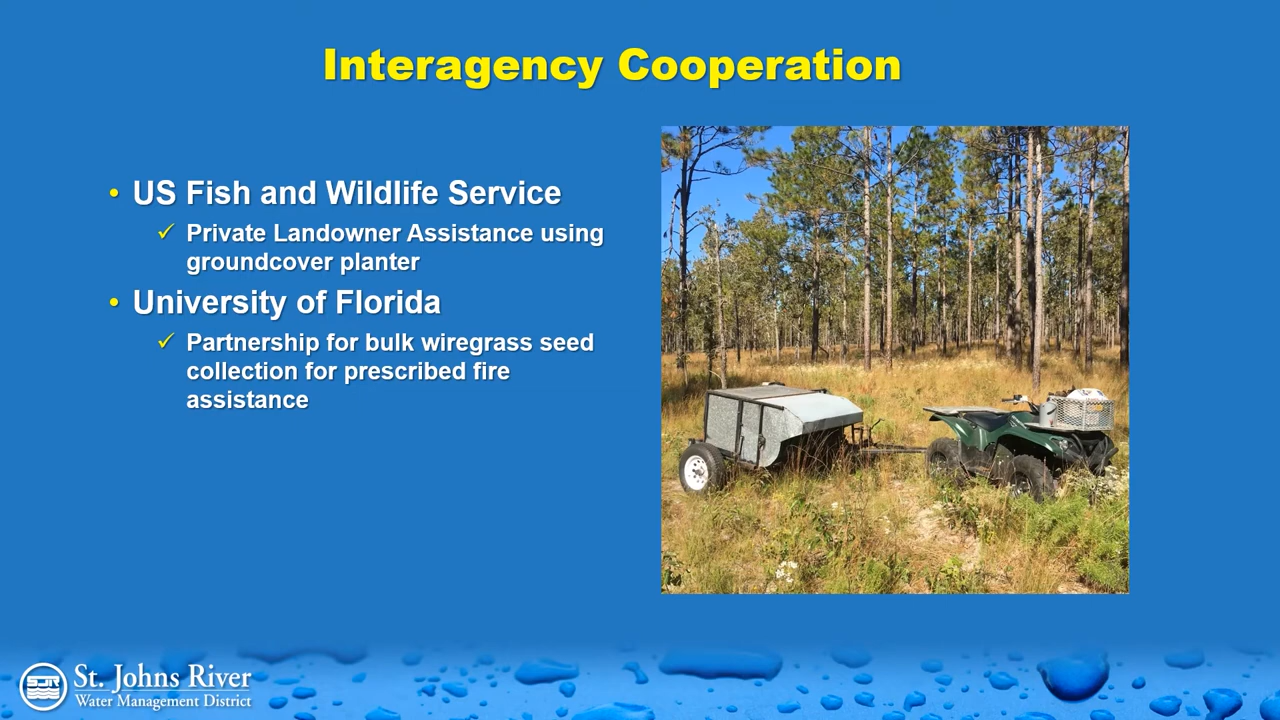 Interagency Cooperation
• US Fish and Wildlife Service
✓ Private Landowner Assistance using
groundcover planter
• University of Florida
✓ Partnership for bulk wiregrass seed
collection for prescribed fire
assistance
SJR
St. Johns River
Water Management District